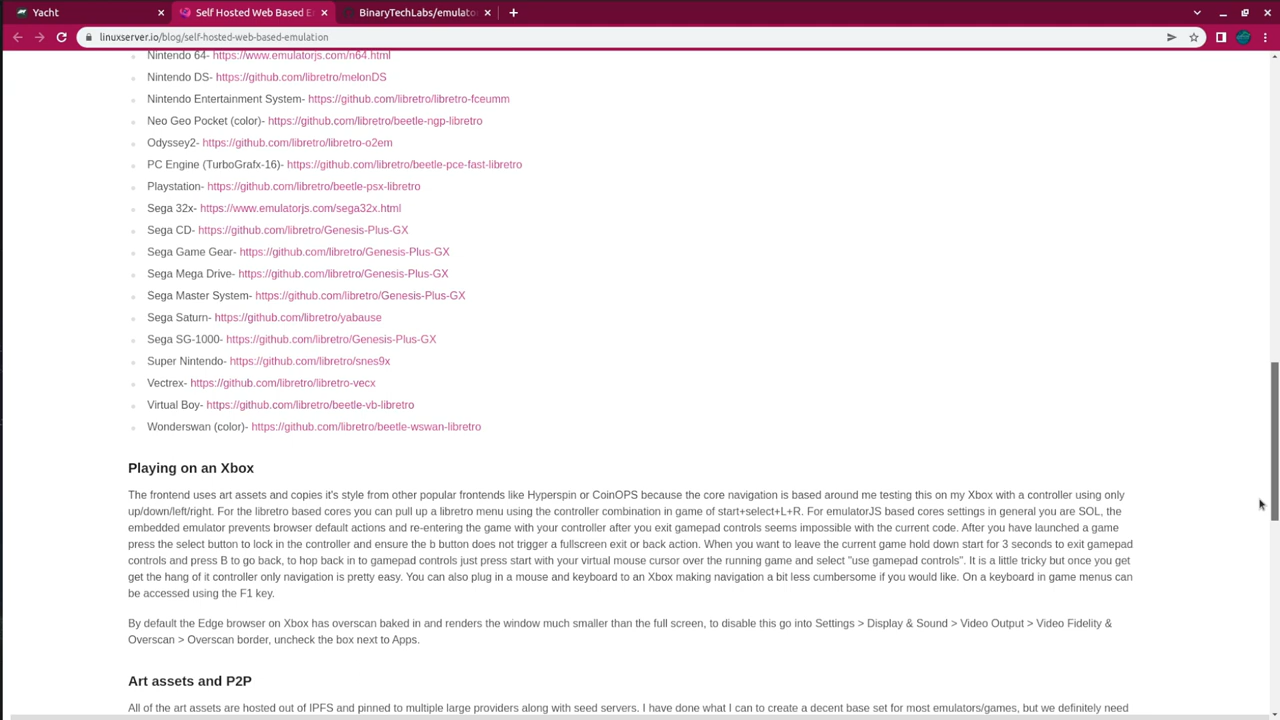 Yacht
Self Hosted Web Based E
BinaryTechLabs/emulato
linuxserver.io/blog/self-hosted-web-based-emulation
Nintendo 64- https://www.emulatorjs.com/n64.html
Nintendo DS- https://github.com/libretro/melonDS
Nintendo Entertainment System- https://github.com/libretro/libretro-fceumm
Neo Geo Pocket (color)- https://github.com/libretro/beetle-ngp-libretro
Odyssey2- https://github.com/libretro/libretro-o2em
PC Engine (TurboGrafx-16)- https://github.com/libretro/beetle-pce-fast-libretro
Playstation- https://github.com/libretro/beetle-psx-libretro
Sega 32x- https://www.emulatorjs.com/sega32x.html
Sega CD- https://github.com/libretro/Genesis-Plus-GX
Sega Game Gear- https://github.com/libretro/Genesis-Plus-GX
Sega Mega Drive- https://github.com/libretro/Genesis-Plus-GX
Sega Master System- https://github.com/libretro/Genesis-Plus-GX
Sega Saturn- https://github.com/libretro/yabause
Sega SG-1000- https://github.com/libretro/Genesis-Plus-GX
Super Nintendo- https://github.com/libretro/snes9x
Vectrex- https://github.com/libretro/libretro-vecx
Virtual Boy- https://github.com/libretro/beetle-vb-libretro
Wonderswan (color)- https://github.com/libretro/beetle-wswan-libretro
Playing on an Xbox
The frontend uses art assets and copies it's style from other popular frontends like Hyperspin or CoinOPS because the core navigation is based around me testing this on my Xbox with a controller using only
up/down/left/right. For the libretro based cores you can pull up a libretro menu using the controller combination in game of start+select+L+R. For emulatorJS based cores settings in general you are SOL, the
embedded emulator prevents browser default actions and re-entering the game with your controller after you exit gamepad controls seems impossible with the current code. After you have launched a game
press the select button to lock in the controller and ensure the b button does not trigger a fullscreen exit or back action. When you want to leave the current game hold down start for 3 seconds to exit gamepad
controls and press B to go back, to hop back in to gamepad controls just press start with your virtual mouse cursor over the running game and select "use gamepad controls". It is a little tricky but once you get
get the hang of it controller only navigation is pretty easy. You can also plug in a mouse and keyboard to an Xbox making navigation a bit less cumbersome if you would like. On a keyboard in game menus can
be accessed using the F1 key.
By default the Edge browser on Xbox has overscan baked in and renders the window much smaller than the full screen, to disable this go into Settings > Display & Sound > Video Output > Video Fidelity &
Overscan > Overscan border, uncheck the box next to Apps.
Art assets and P2P
All of the art assets are hosted out of IPFS and pinned to multiple large providers along with seed servers. I have done what I can to create a decent base set for most emulators/games, but we definitely need